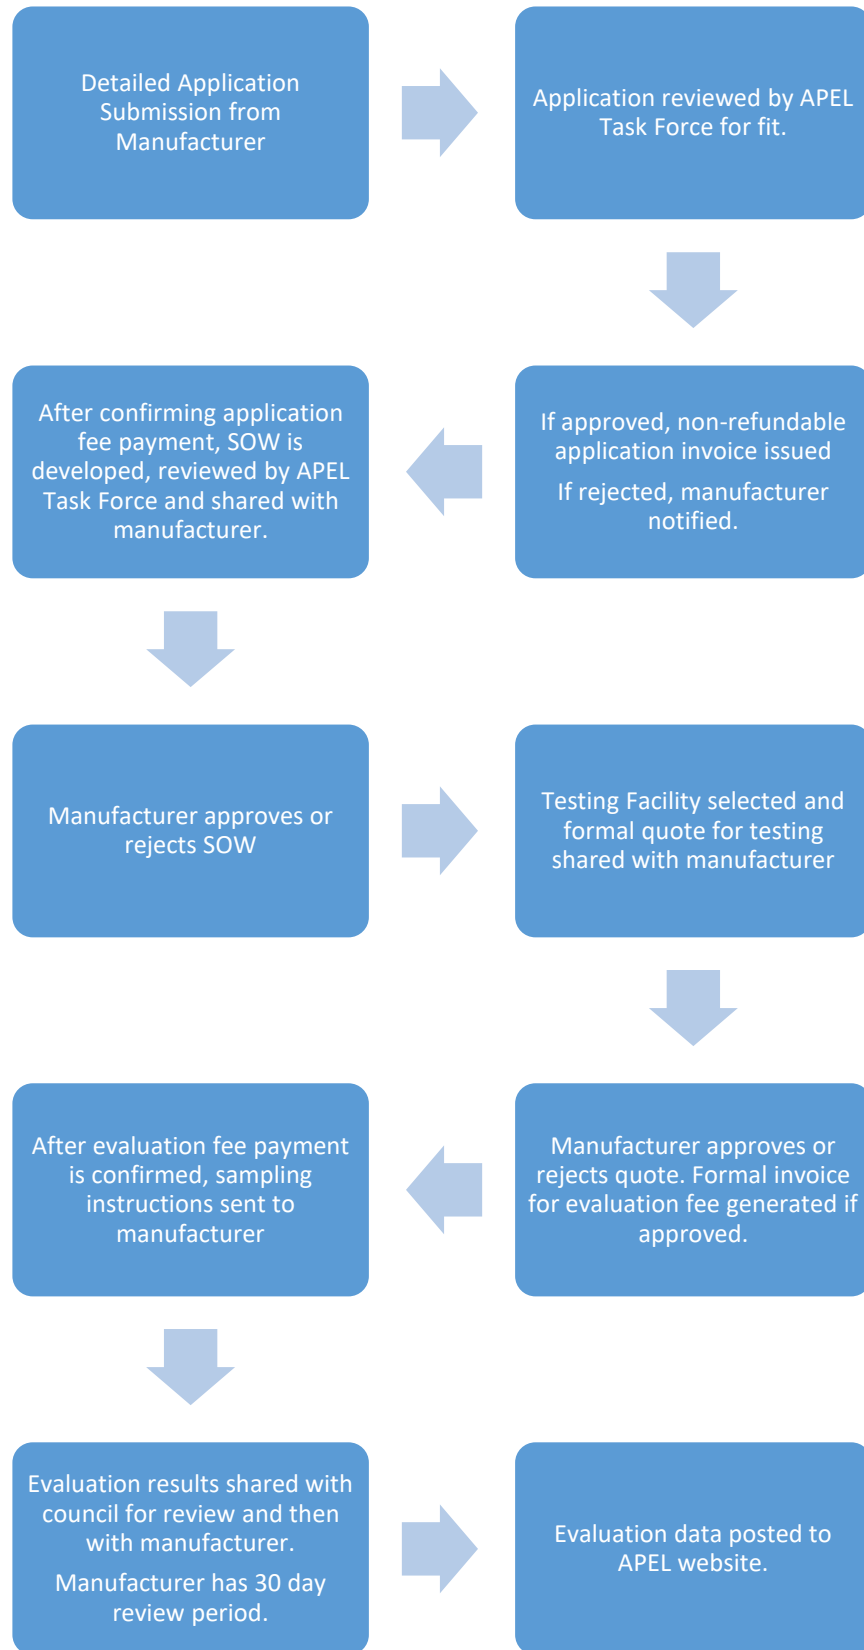 Detailed Application
Submission from
Manufacturer
Application reviewed by APEL
Task Force for fit.
If approved, non-refundable
application invoice issued
If rejected, manufacturer
notified.
After confirming application
fee payment, SOW is
developed, reviewed by APEL
Task Force and shared with
manufacturer.
Manufacturer approves or
rejects SOW
Testing Facility selected and
formal quote for testing
shared with manufacturer
Manufacturer approves or
rejects quote. Formal invoice
for evaluation fee generated if
approved.
After evaluation fee payment
is confirmed, sampling
instructions sent to
manufacturer
Evaluation results shared with
council for review and then
with manufacturer.
Manufacturer has 30 day
review period.
Evaluation data posted to
APEL website.